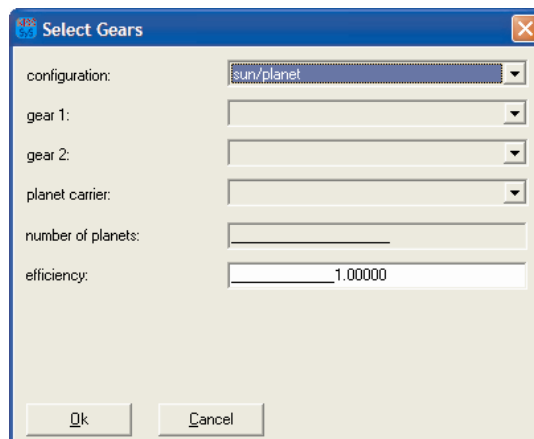 Select Gears
configuration: sun/planet
gear 1:
gear 2:
planet carrier:
number of planets:
efficiency: 1.00000
Ok Cancel